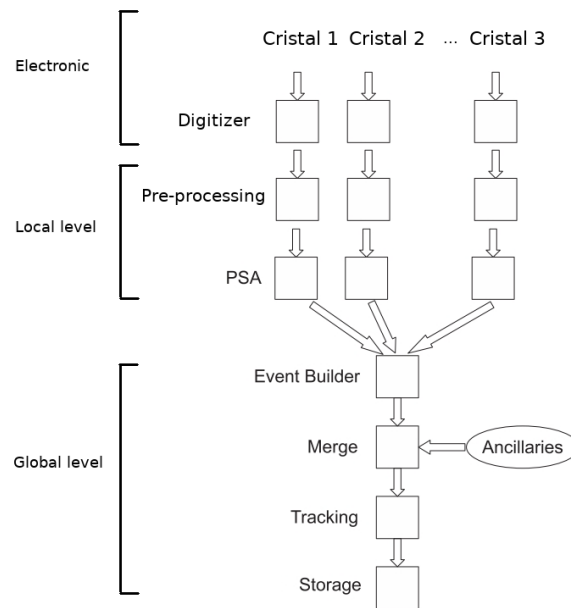 Cristal 1 Cristal 2 ... Cristal 3
Electronic
Digitizer
Pre-processing
Local level
PSA
Event Builder
Merge
Ancillaries
Global level
Tracking
Storage